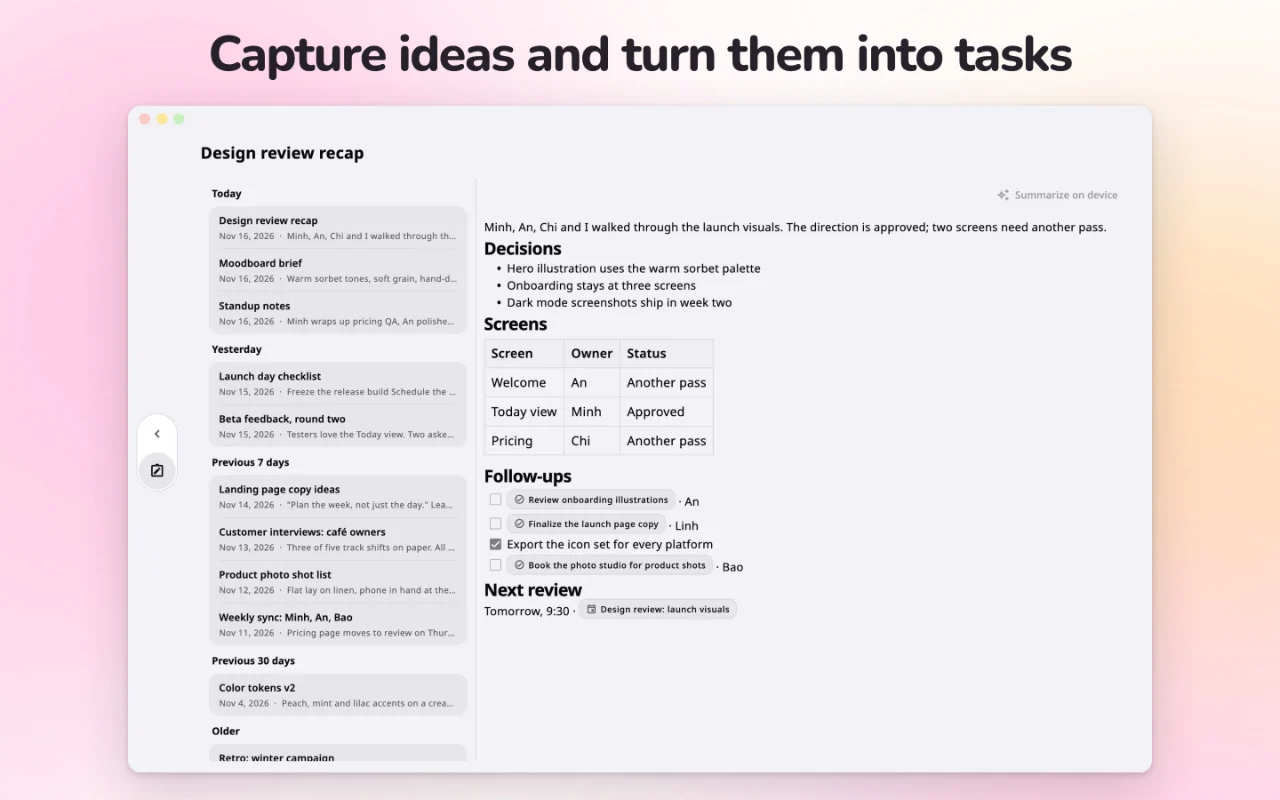 Capture ideas and turn them into tasks
Design review recap
Today
Design review recap
Nov 16, 2026 · Minh, An, Chi and I walked through th...
Moodboard brief
Nov 16, 2026 · Warm sorbet tones, soft grain, hand-d...
Standup notes
Nov 16, 2026 · Minh wraps up pricing QA, An polishe...
Yesterday
Launch day checklist
Nov 15, 2026 · Freeze the release build Schedule the ...
Beta feedback, round two
Nov 15, 2026 · Testers love the Today view. Two aske...
Previous 7 days
Landing page copy ideas
Nov 14, 2026 · "Plan the week, not just the day." Lea...
Customer interviews: café owners
Nov 13, 2026 · Three of five track shifts on paper. All ...
Product photo shot list
Nov 12, 2026 · Flat lay on linen, phone in hand at the...
Weekly sync: Minh, An, Bao
Nov 11, 2026 · Pricing page moves to review on Thur...
Previous 30 days
Color tokens v2
Nov 4, 2026 · Peach, mint and lilac accents on a crea...
Older
Retro: winter campaign
Summarize on device
Minh, An, Chi and I walked through the launch visuals. The direction is approved; two screens need another pass.
Decisions
• Hero illustration uses the warm sorbet palette
• Onboarding stays at three screens
• Dark mode screenshots ship in week two
Screens
Screen Owner Status
Welcome An Another pass
Today view Minh Approved
Pricing Chi Another pass
Follow-ups
Review onboarding illustrations · An
Finalize the launch page copy · Linh
Export the icon set for every platform
Book the photo studio for product shots · Bao
Next review
Tomorrow, 9:30 · Design review: launch visuals